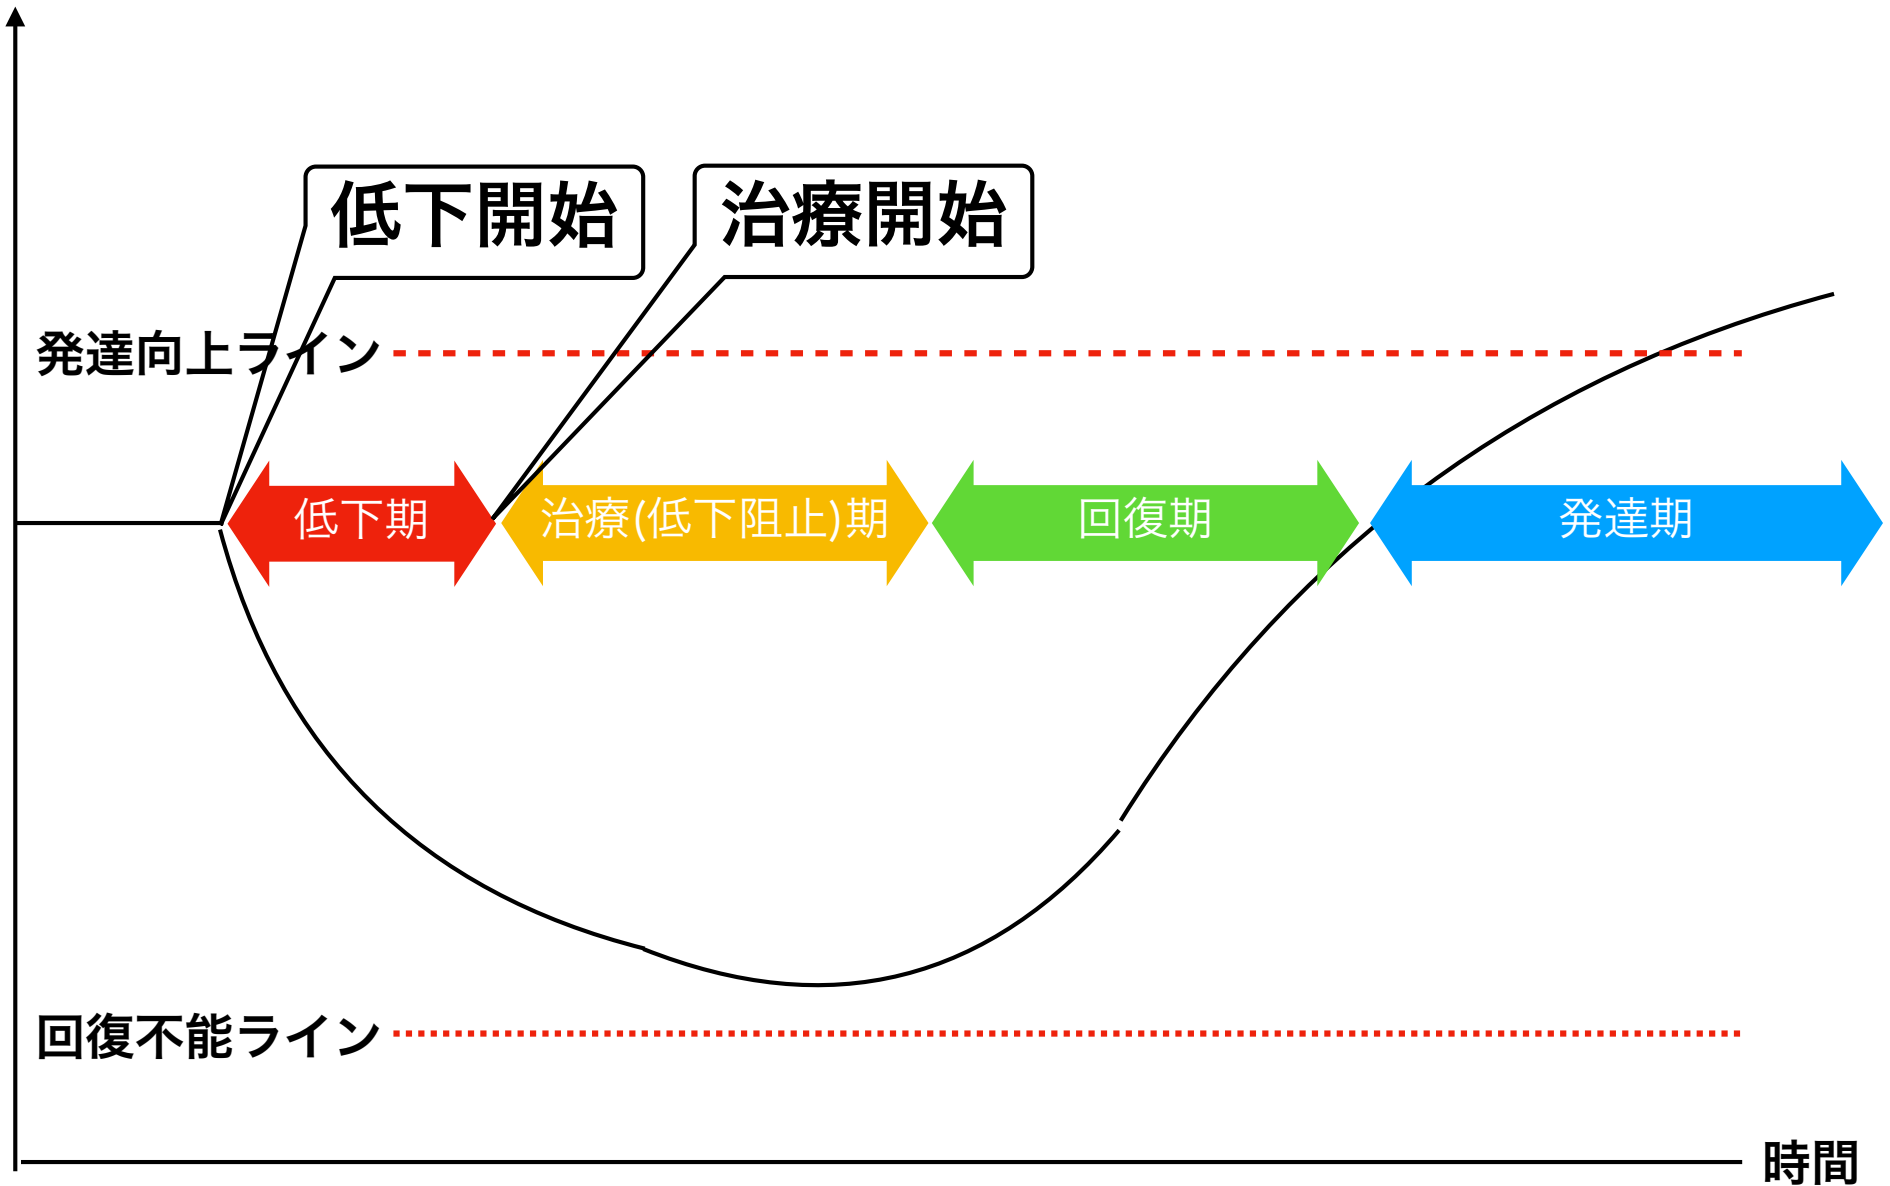 低下開始
治療開始
発達向上ライン
低下期
治療(低下阻止)期
回復期
発達期
回復不能ライン
時間